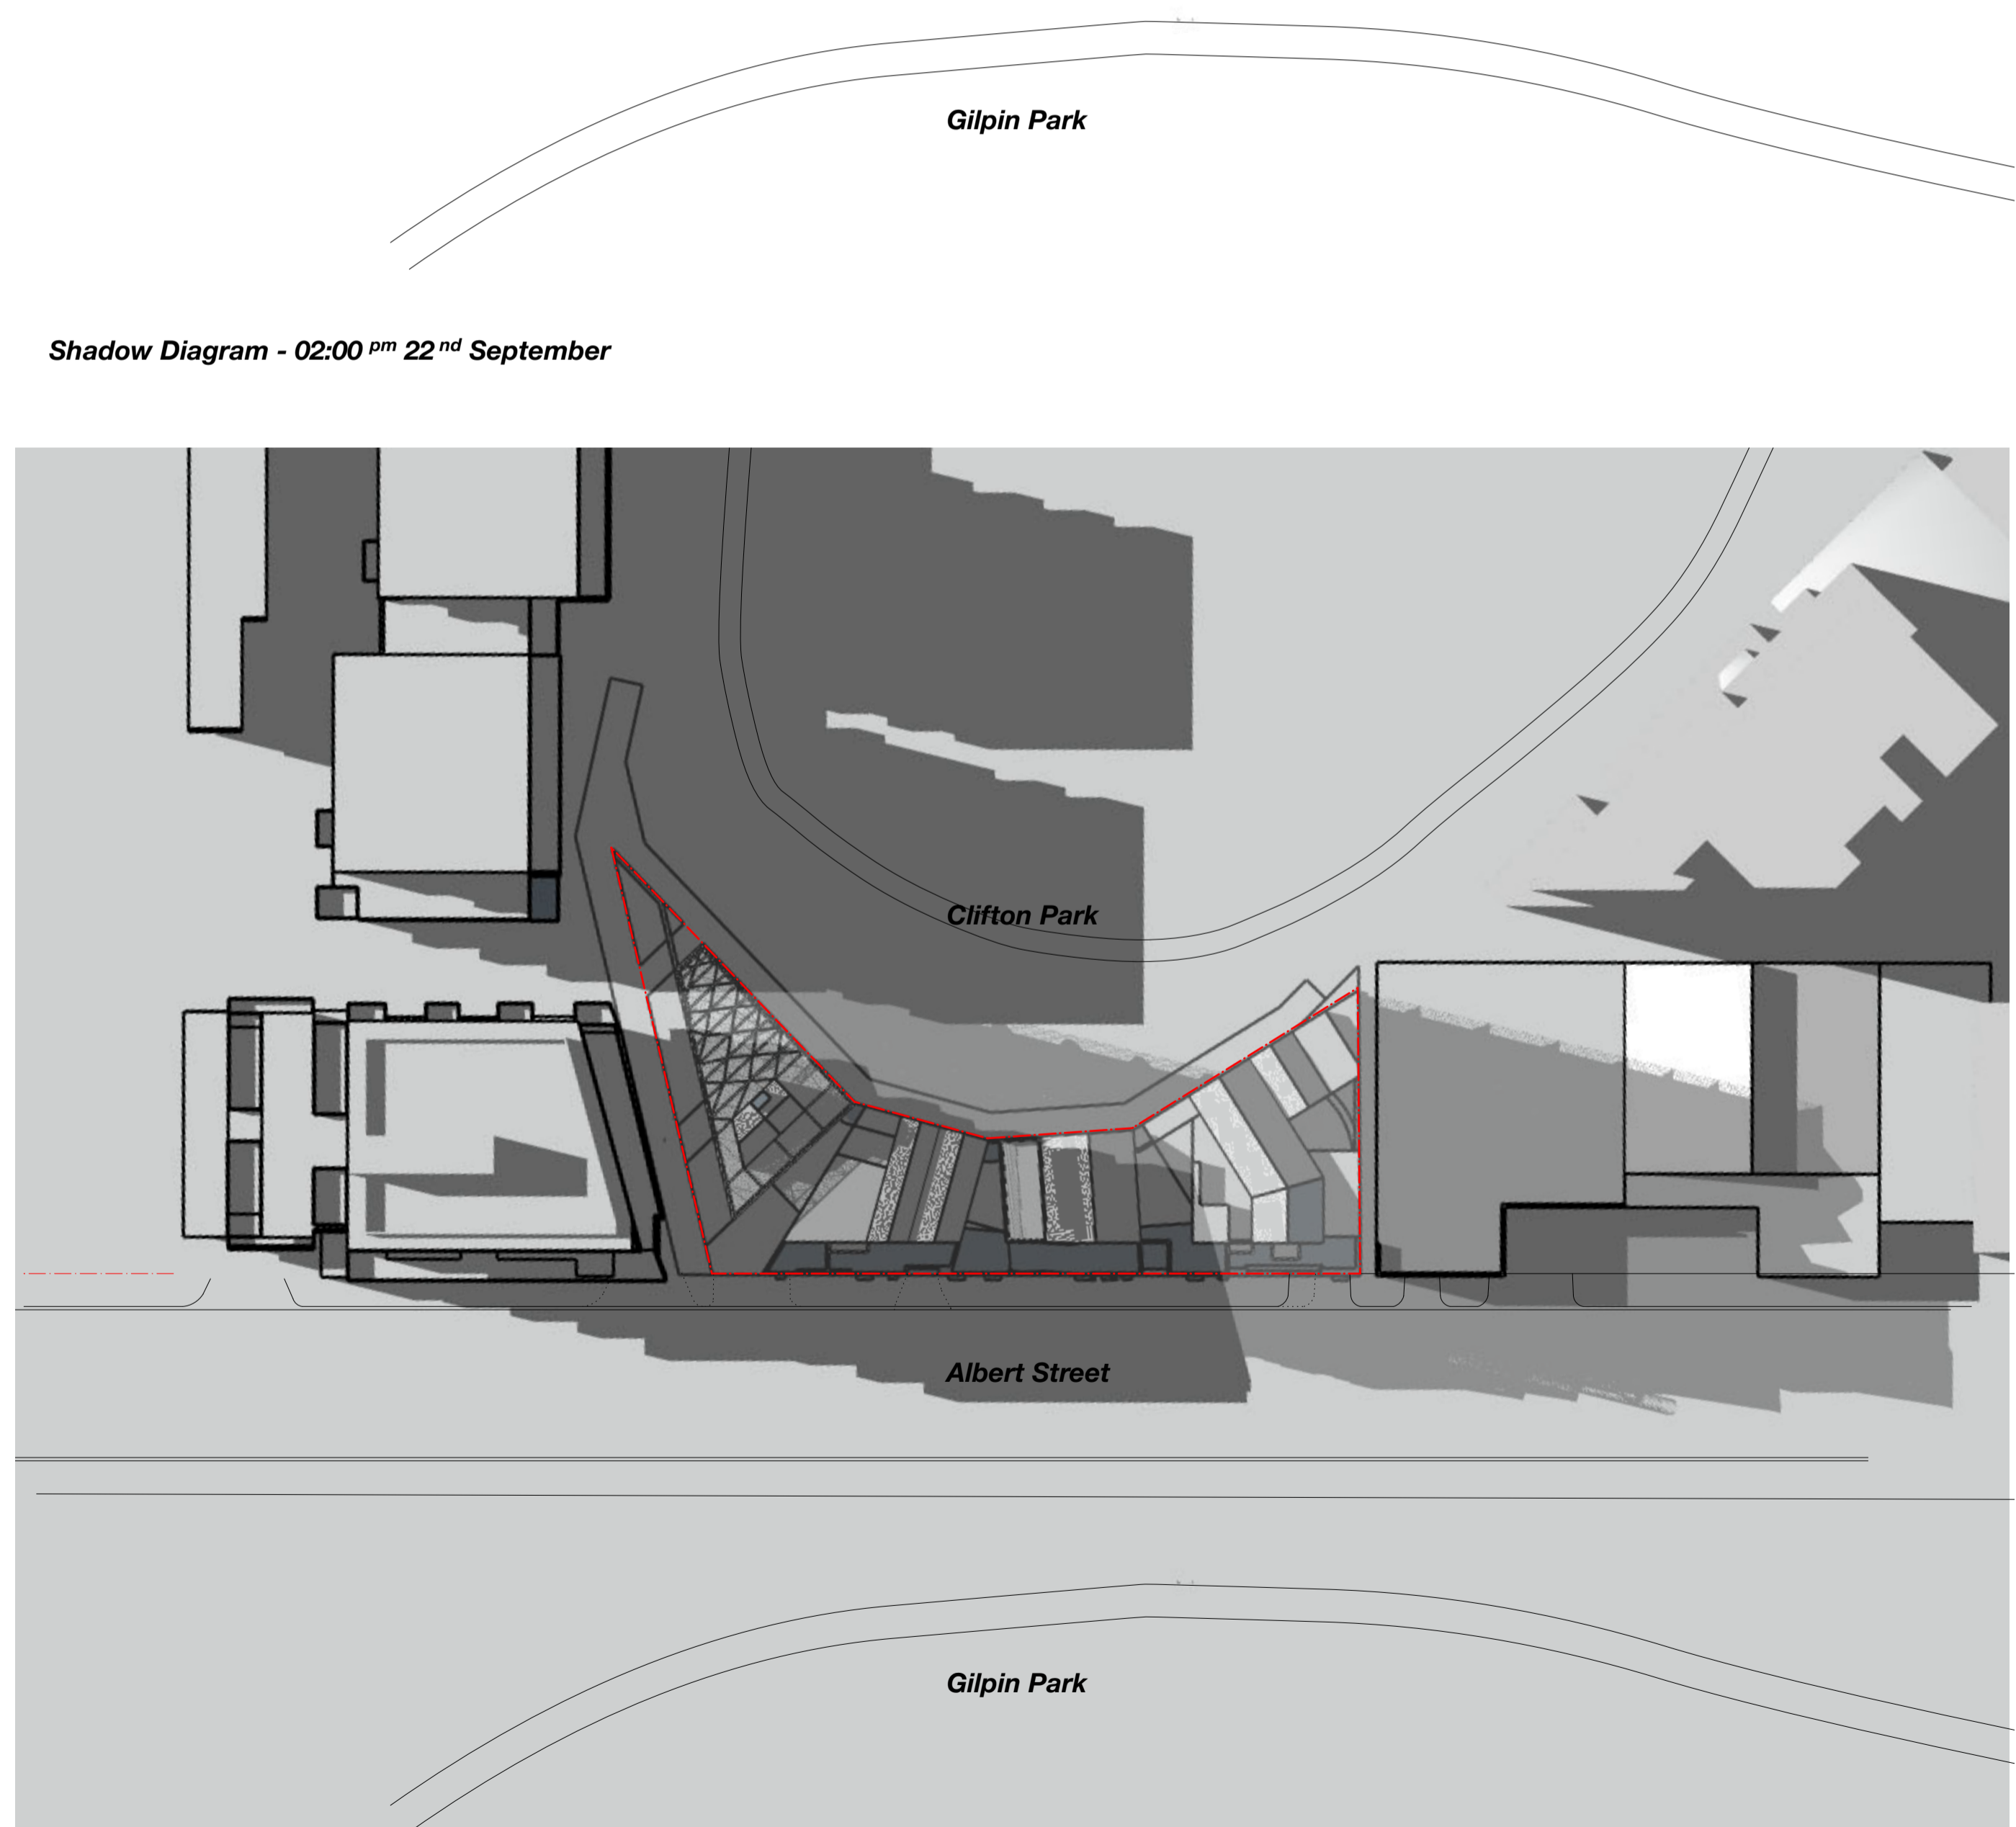 Gilpin Park
Shadow Diagram - 02:00 pm 22 nd September
Clifton Park
Albert Street
Gilpin Park